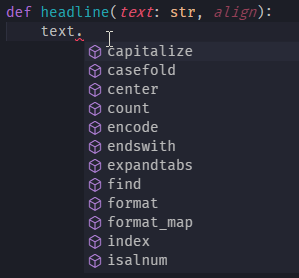 def headline(text: str, align):
text.
capitalize
casefold
center
count
encode
endswith
expandtabs
find
format
format_map
index
isalnum